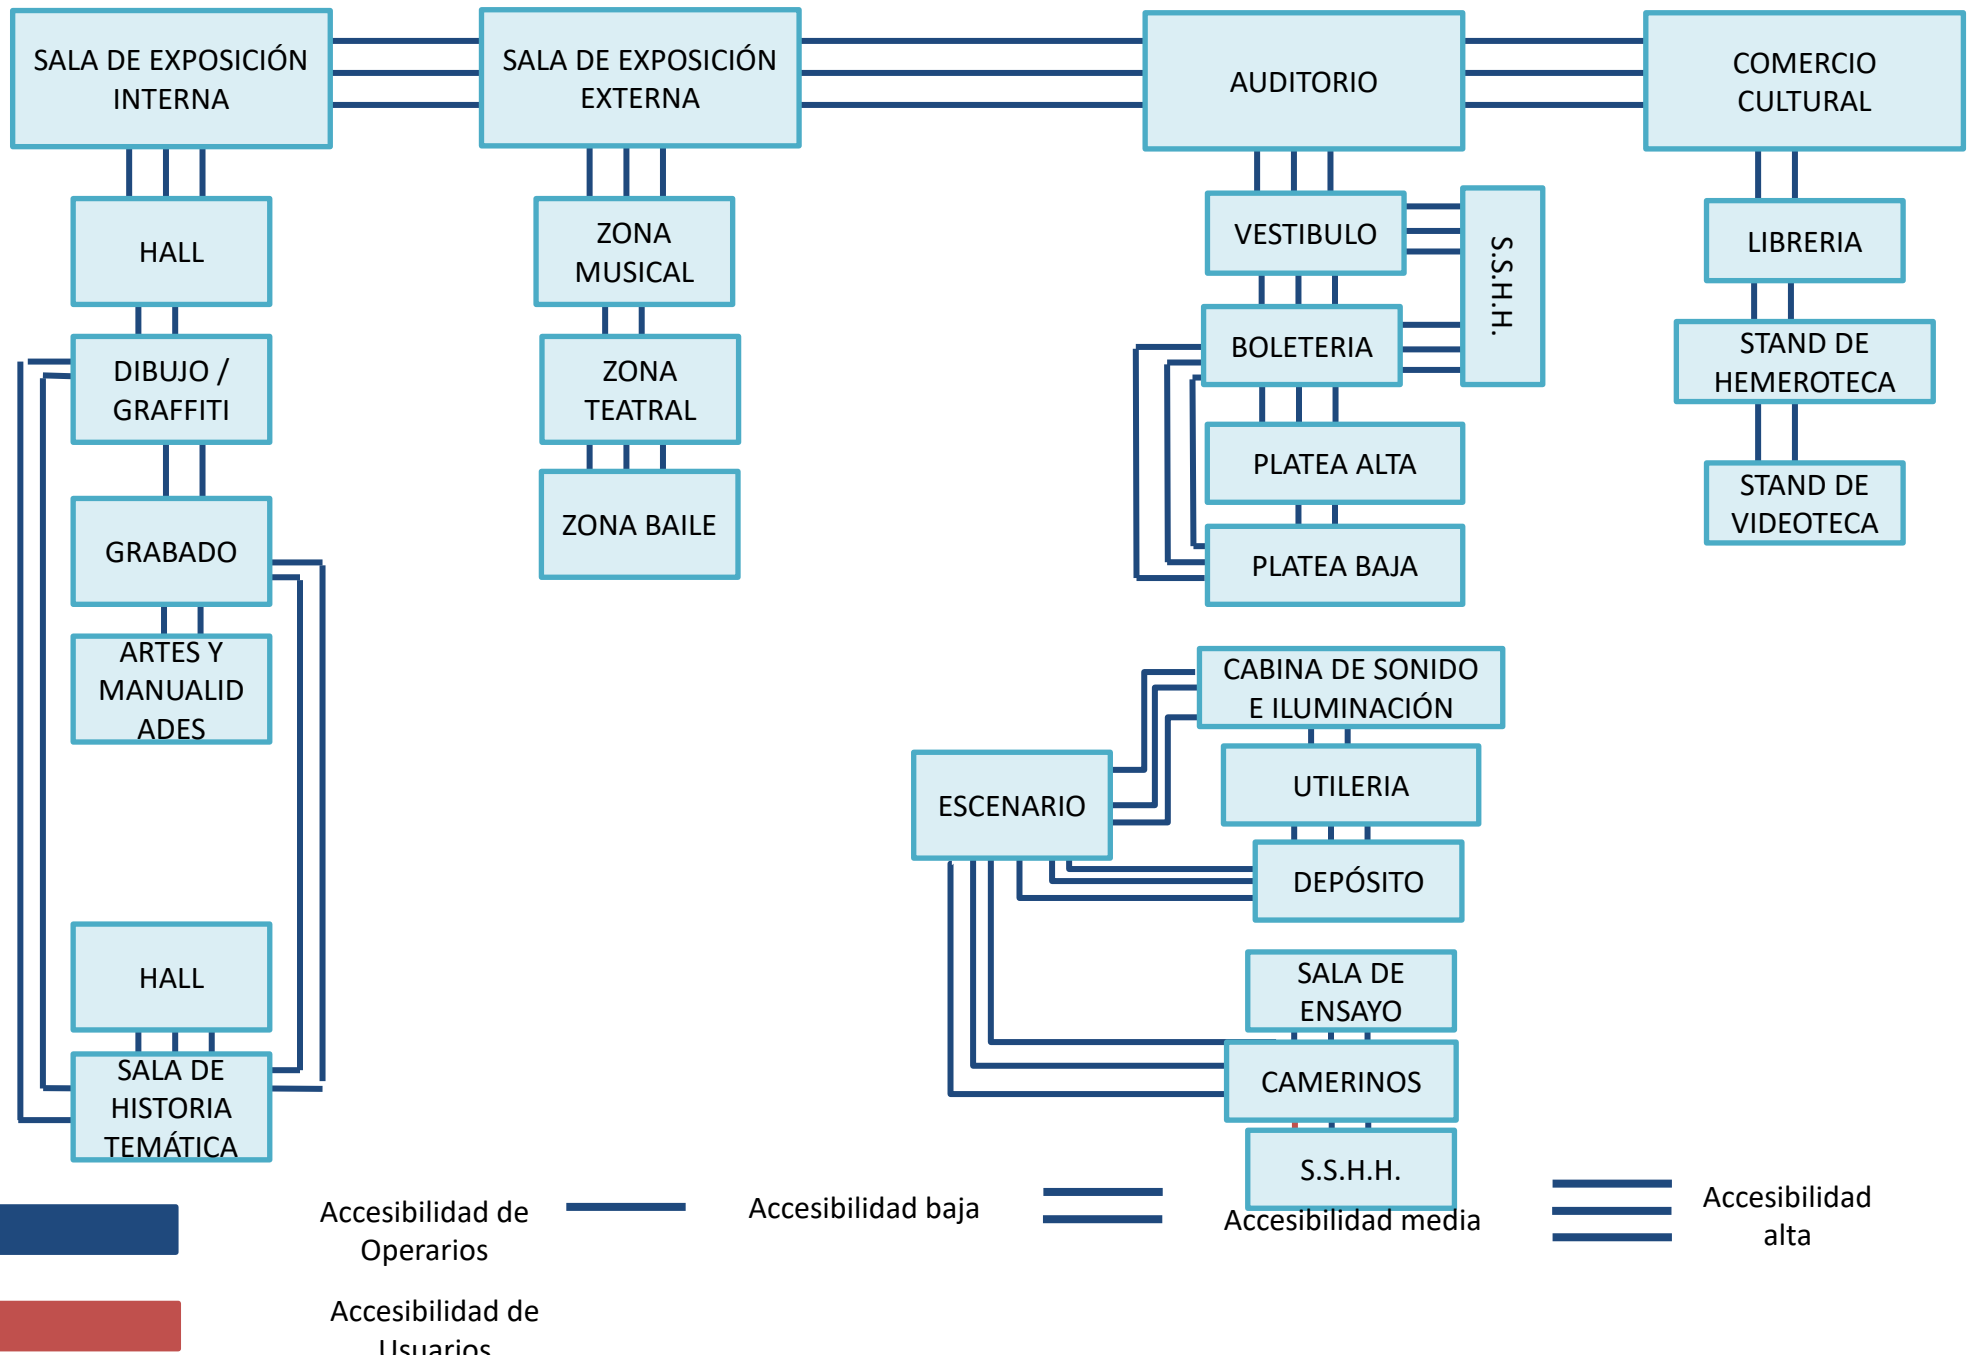 SALA DE EXPOSICIÓN
INTERNA
SALA DE EXPOSICIÓN
EXTERNA
AUDITORIO
COMERCIO
CULTURAL
HALL
DIBUJO /
GRAFFITI
GRABADO
ARTES Y
MANUALID
ADES
HALL
SALA DE
HISTORIA
TEMÁTICA
ZONA
MUSICAL
ZONA
TEATRAL
ZONA BAILE
VESTIBULO
S.S.H.H.
BOLETERIA
PLATEA ALTA
PLATEA BAJA
LIBRERIA
STAND DE
HEMEROTECA
STAND DE
VIDEOTECA
CABINA DE SONIDO
E ILUMINACIÓN
ESCENARIO
UTILERIA
DEPÓSITO
SALA DE
ENSAYO
CAMERINOS
S.S.H.H.
Accesibilidad de
Operarios
Accesibilidad baja
Accesibilidad media
Accesibilidad
alta
Accesibilidad de
Usuarios